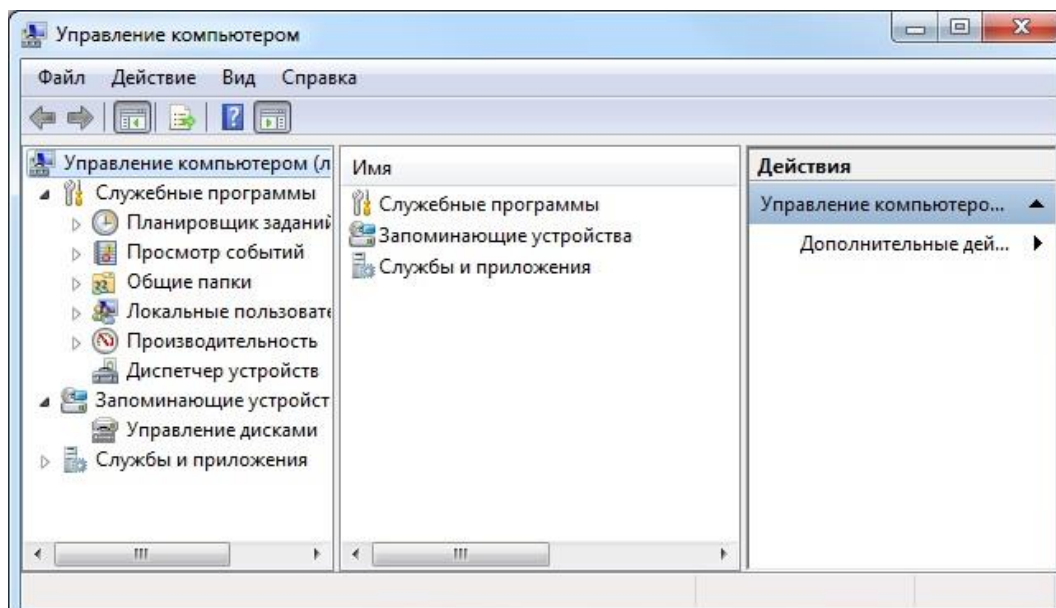 Управление компьютером
Файл Действие Вид Справка
Управление компьютером (л
Служебные программы
Планировщик заданий
Просмотр событий
Общие папки
Локальные пользовате
Производительность
Диспетчер устройств
Запоминающие устройст
Управление дисками
Службы и приложения
Имя
Служебные программы
Запоминающие устройства
Службы и приложения
Действия
Управление компьютеро...
Дополнительные дей...